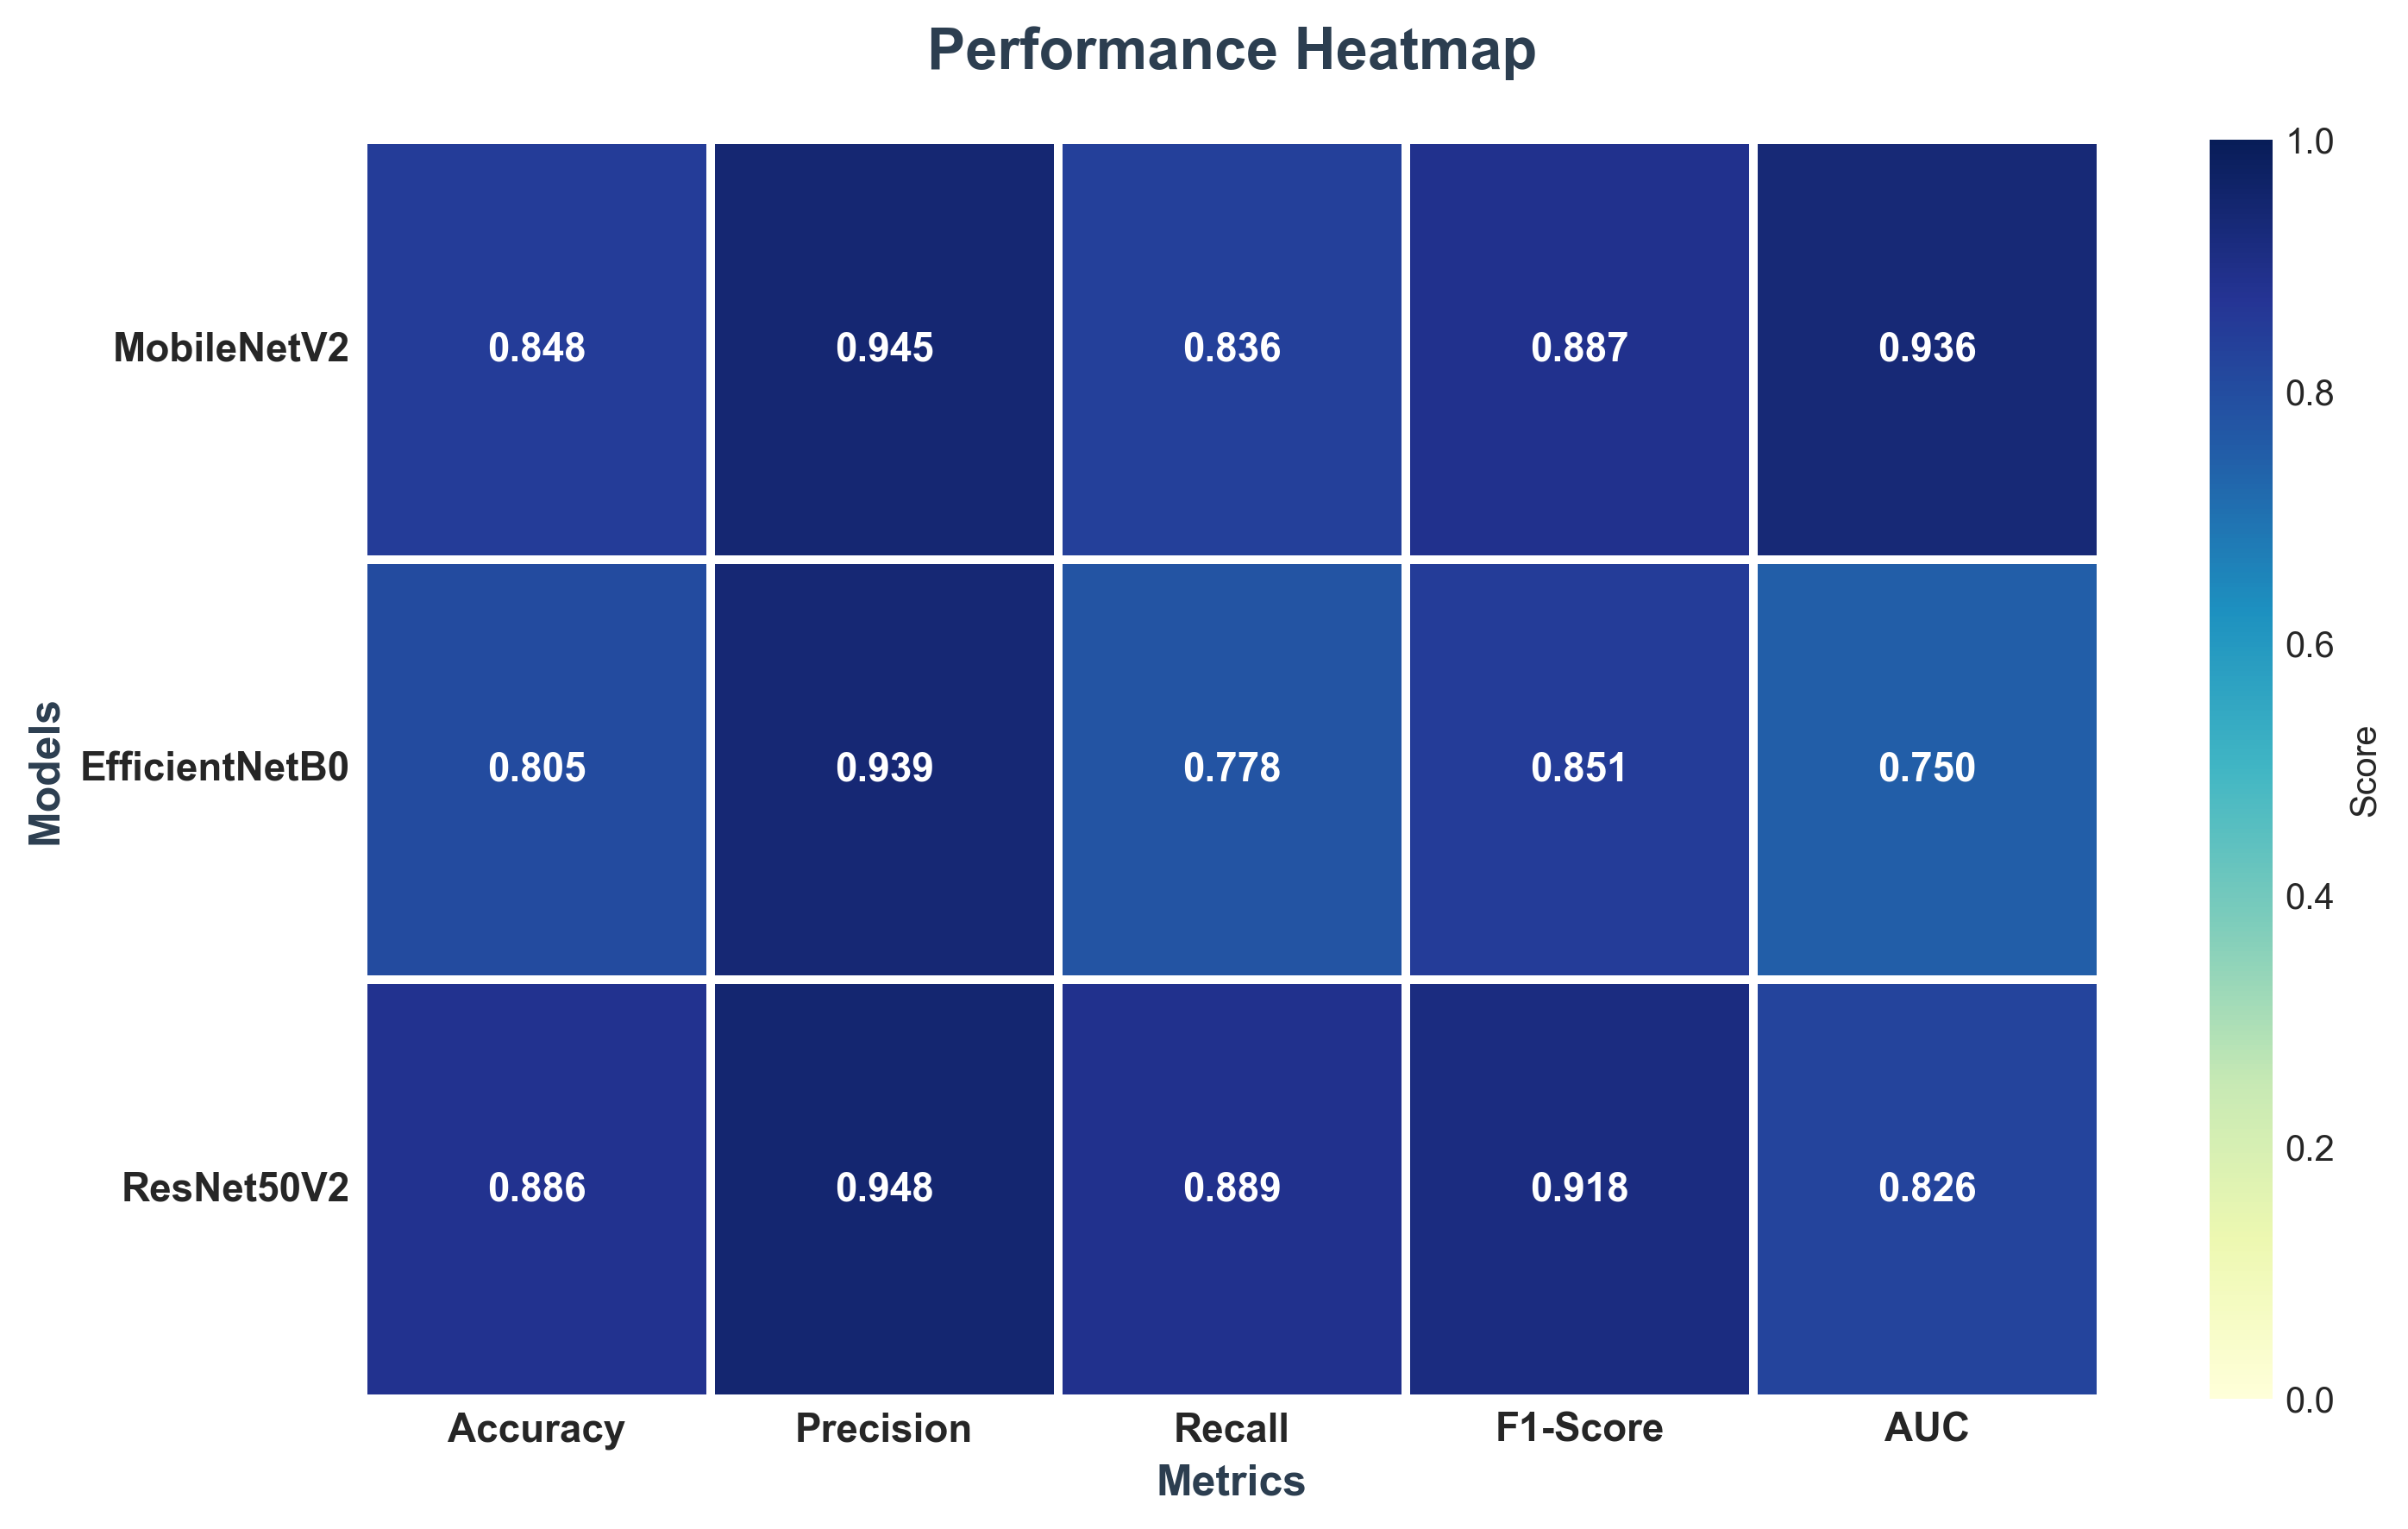 Performance Heatmap
MobileNetV2 0.848 0.945 0.836 0.887 0.936
EfficientNetB0 0.805 0.939 0.778 0.851 0.750
ResNet50V2 0.886 0.948 0.889 0.918 0.826
Accuracy Precision Recall F1-Score AUC
Metrics
Models
1.0
0.8
0.6
0.4
0.2
0.0
Score